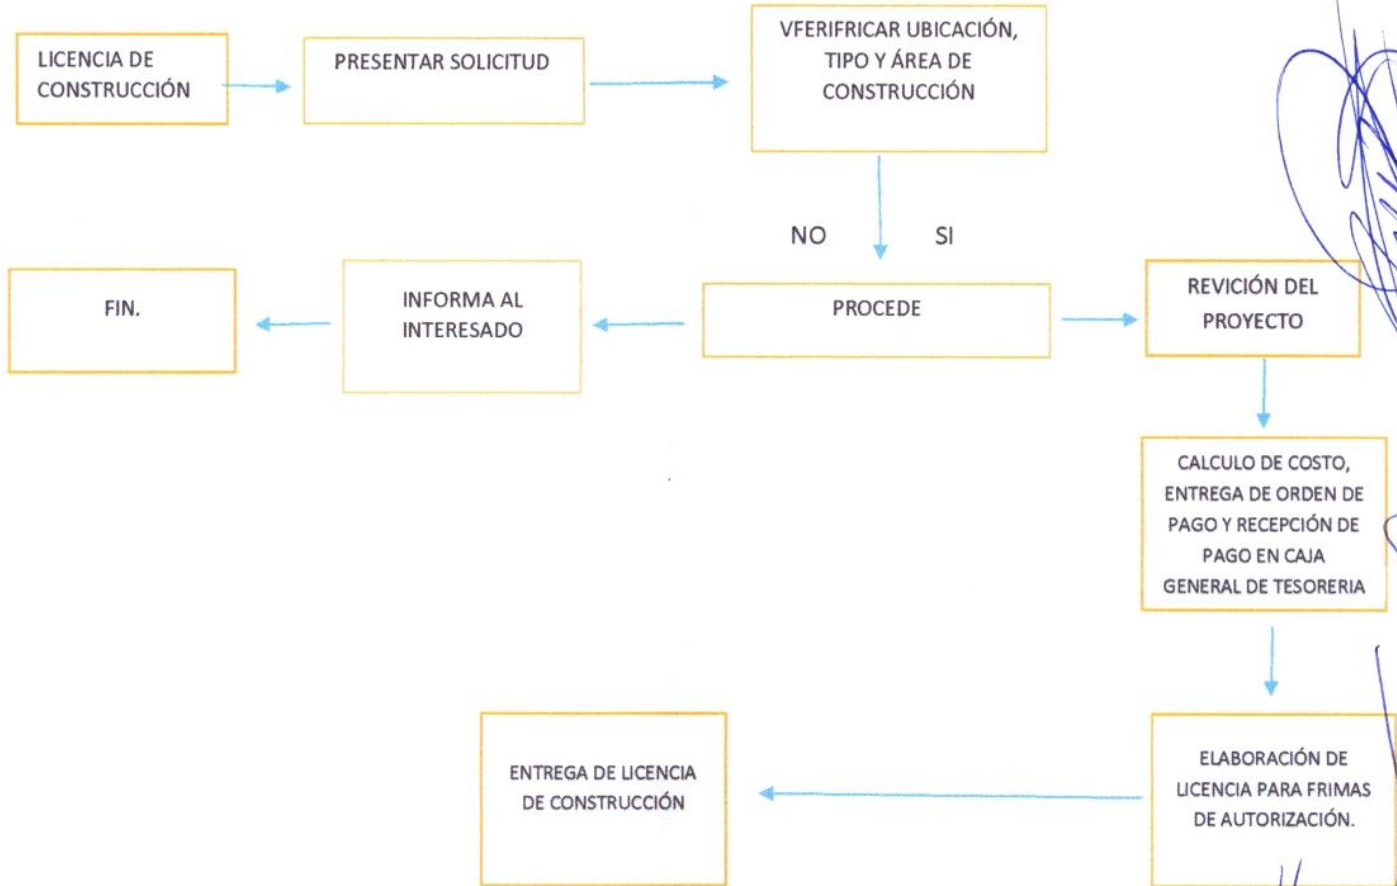 LICENCIA DE
CONSTRUCCIÓN
PRESENTAR SOLICITUD
VFERIFRICAR UBICACIÓN,
TIPO Y ÁREA DE
CONSTRUCCIÓN
NO
SI
FIN.
INFORMA AL
INTERESADO
PROCEDE
REVICIÓN DEL
PROYECTO
CALCULO DE COSTO,
ENTREGA DE ORDEN DE
PAGO Y RECEPCIÓN DE
PAGO EN CAJA
GENERAL DE TESORERIA
ENTREGA DE LICENCIA
DE CONSTRUCCIÓN
ELABORACIÓN DE
LICENCIA PARA FRIMAS
DE AUTORIZACIÓN.